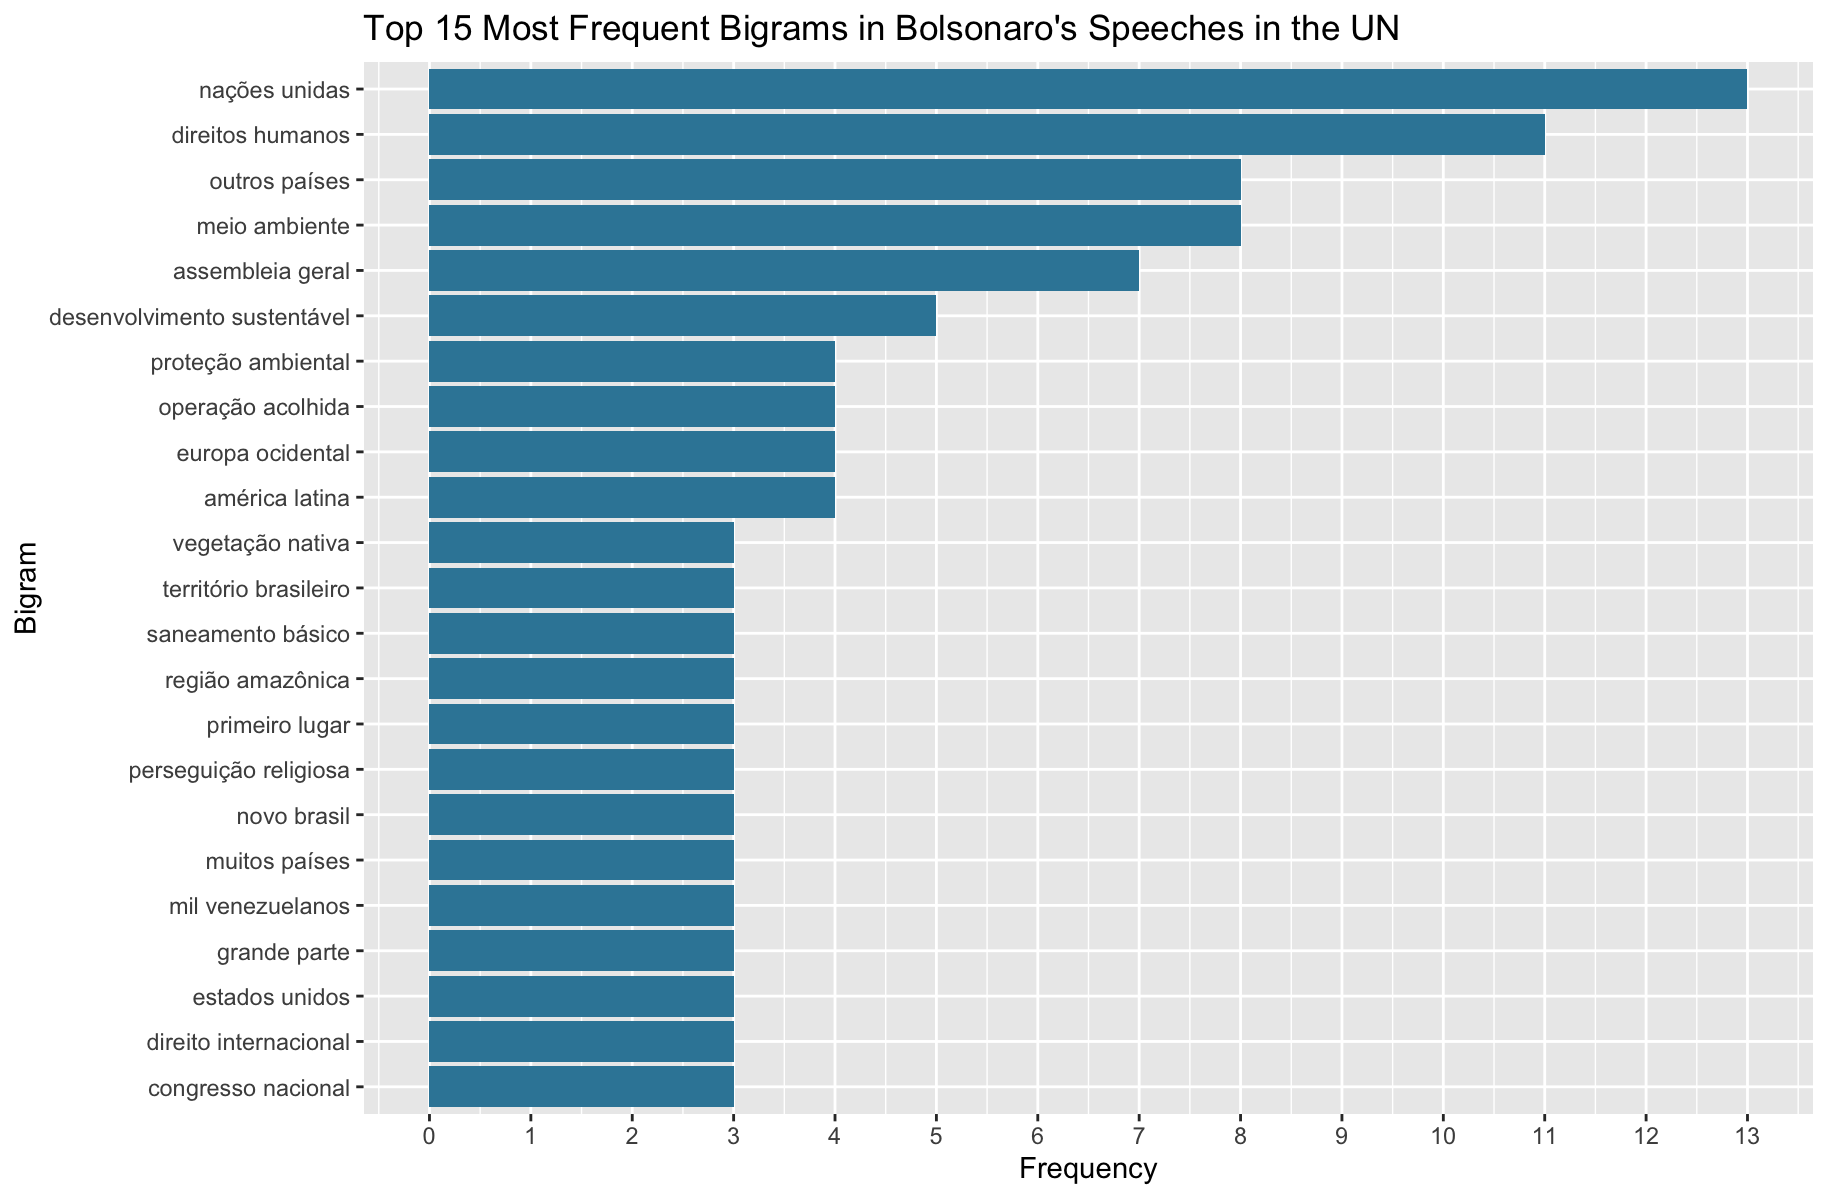 Top 15 Most Frequent Bigrams in Bolsonaro's Speeches in the UN
nações unidas
direitos humanos
outros países
meio ambiente
assembleia geral
desenvolvimento sustentável
proteção ambiental
operação acolhida
europa ocidental
américa latina
vegetação nativa
território brasileiro
saneamento básico
região amazônica
primeiro lugar
perseguição religiosa
novo brasil
muitos países
mil venezuelanos
grande parte
estados unidos
direito internacional
congresso nacional
Bigram
0 1 2 3 4 5 6 7 8 9 10 11 12 13
Frequency